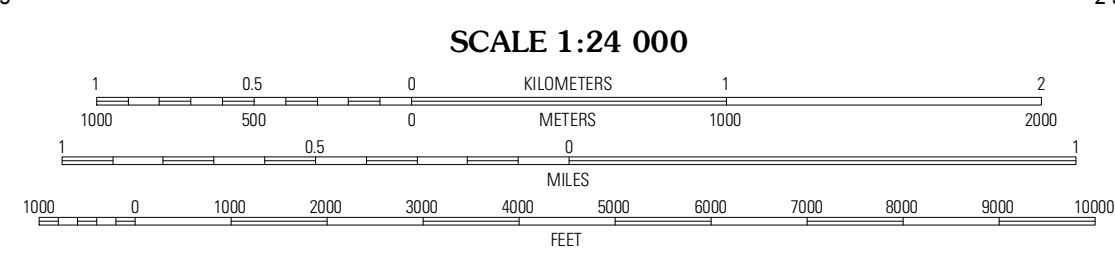 SCALE 1:24 000
1 0.5 0 KILOMETERS 1 2
1000 500 0 METERS 1000 2000
1 0.5 0 1
MILES
1000 0 1000 2000 3000 4000 5000 6000 7000 8000 9000 10000
FEET